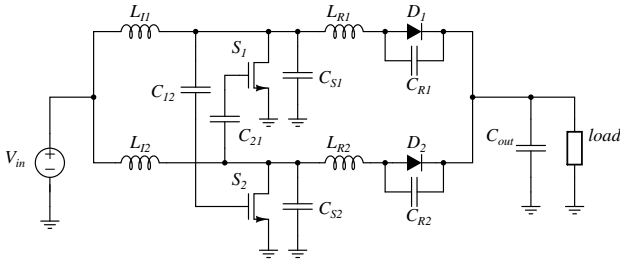 L_I1
L_R1
D_1
S_1
C_S1
C_R1
C_12
C_21
L_I2
L_R2
D_2
V_in
S_2
C_S2
C_R2
C_out
load